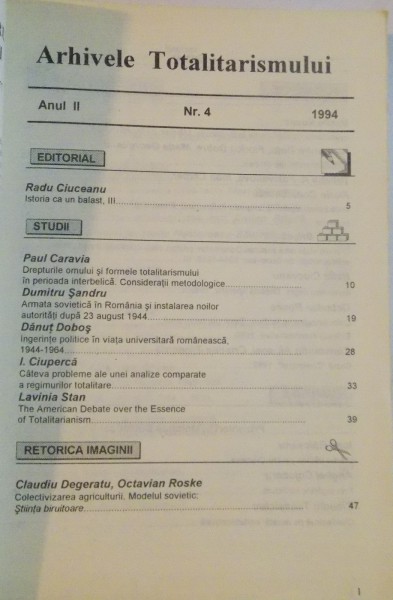 Arhivele Totalitarismului
Anul II Nr. 4 1994
EDITORIAL
Radu Ciuceanu
Istoria ca un balast, III 5
STUDII
Paul Caravia
Drepturile omului şi formele totalitarismului
în perioada interbelică. Consideraţii metodologice 10
Dumitru Şandru
Armata sovietică în România şi instalarea noilor
autorităţi după 23 august 1944 19
Dănuţ Doboş
Ingerinţe politice în viaţa universitară românească,
1944-1964 28
I. Ciupercă
Câteva probleme ale unei analize comparate
a regimurilor totalitare 33
Lavinia Stan
The American Debate over the Essence
of Totalitarianism 39
RETORICA IMAGINII
Claudiu Degeratu, Octavian Roske
Colectivizarea agriculturii. Modelul sovietic:
Ştiinţa biruitoare 47
1